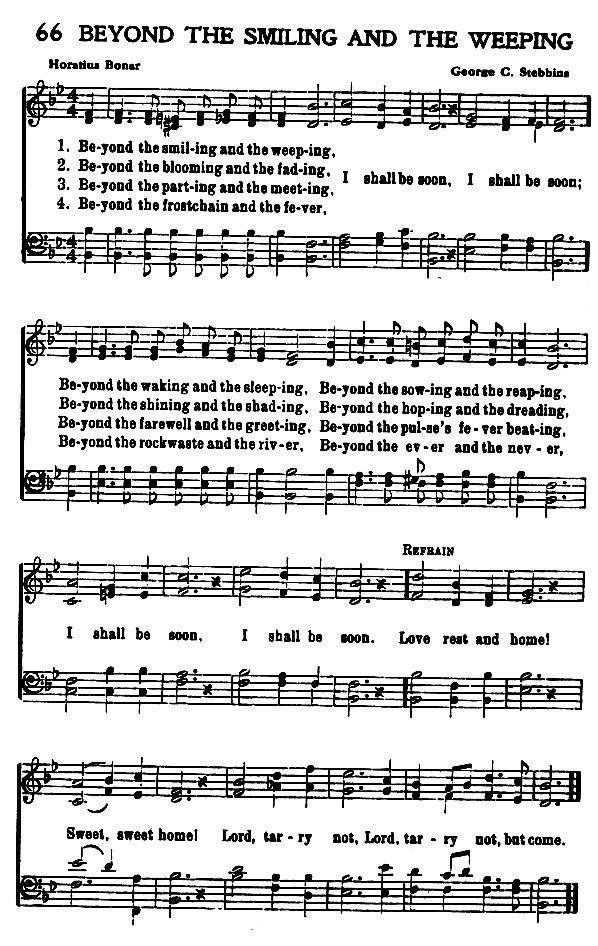 66 BEYOND THE SMILING AND THE WEEPING
Horatius Bonar
George C. Stebbins
1. Be-yond the smil-ing and the weep-ing,
2. Be-yond the blooming and the fad-ing,
3. Be-yond the part-ing and the meet-ing,
4. Be-yond the frostchain and the fe-ver,
I shall be soon, I shall be soon;
Be-yond the waking and the sleep-ing, Be-yond the sow-ing and the reap-ing,
Be-yond the shining and the shad-ing, Be-yond the hop-ing and the dreading,
Be-yond the farewell and the greet-ing, Be-yond the pul-se's fe-ver beat-ing,
Be-yond the rockwaste and the riv-er, Be-yond the ev-er and the nev-er,
REFRAIN
I shall be soon, I shall be soon. Love rest and home!
Sweet, sweet home! Lord, tar-ry not, Lord, tar-ry not, but come.